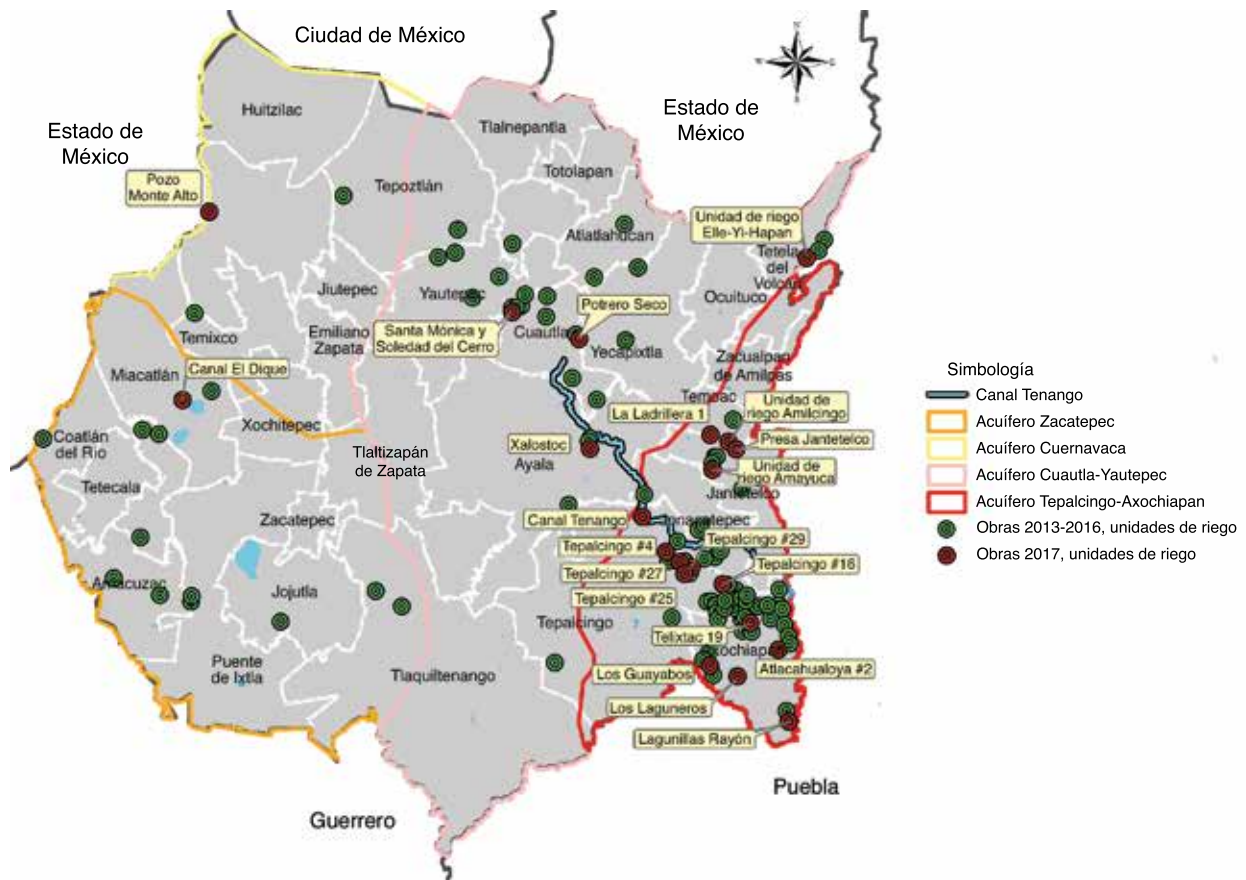 Ciudad de México
Estado de
México
Estado de
México
Huitzilac
Tlalnepantla
Totolapan
Pozo
Monte Alto
Tepoztlán
Atlatlahucan
Unidad de riego
Elle-Yi-Hapan
Tetela
del
Volcán
Ocuituco
Jiutepec
Yautepec
Potrero Seco
Temixco
Emiliano
Zapata
Santa Mónica y
Soledad del Cerro
Cuautla
Yecapixtla
Zacualpan
de Amilpas
Miacatlán
Canal El Dique
Temoac
Unidad de
riego Amilcingo
La Ladrillera 1
Xochitepec
Coatlán
del Río
Tlaltizapán
de Zapata
Xalostoc
Ayala
Presa Jantetelco
Unidad de
riego Amayuca
Jantetelco
Tetecala
Zacatepec
Canal Tenango
Jonacatepec
Tepalcingo #29
Tepalcingo #4
Tepalcingo #16
Tepalcingo #27
Amacuzac
Jojutla
Tepalcingo #25
Tepalcingo
Telixtac 19
Axochiapan
Puente
de Ixtla
Tlaquiltenango
Los Guayabos
Atlacahualoya #2
Los Laguneros
Lagunillas Rayón
Puebla
Guerrero
N
Simbología
Canal Tenango
Acuífero Zacatepec
Acuífero Cuernavaca
Acuífero Cuautla-Yautepec
Acuífero Tepalcingo-Axochiapan
Obras 2013-2016, unidades de riego
Obras 2017, unidades de riego